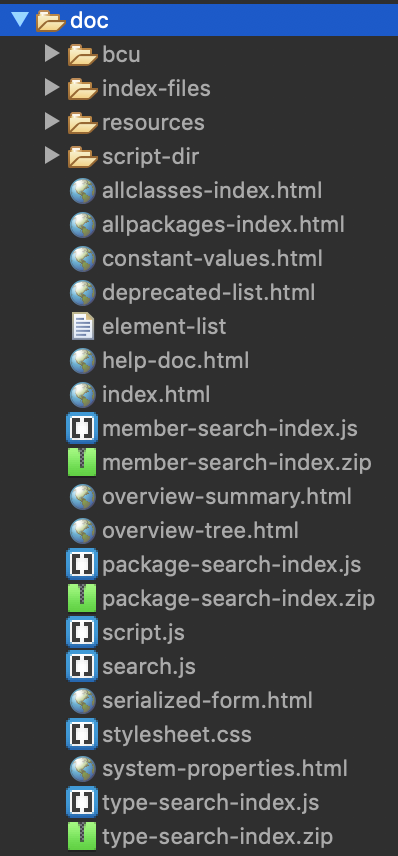 doc
bcu
index-files
resources
script-dir
allclasses-index.html
allpackages-index.html
constant-values.html
deprecated-list.html
element-list
help-doc.html
index.html
member-search-index.js
member-search-index.zip
overview-summary.html
overview-tree.html
package-search-index.js
package-search-index.zip
script.js
search.js
serialized-form.html
stylesheet.css
system-properties.html
type-search-index.js
type-search-index.zip